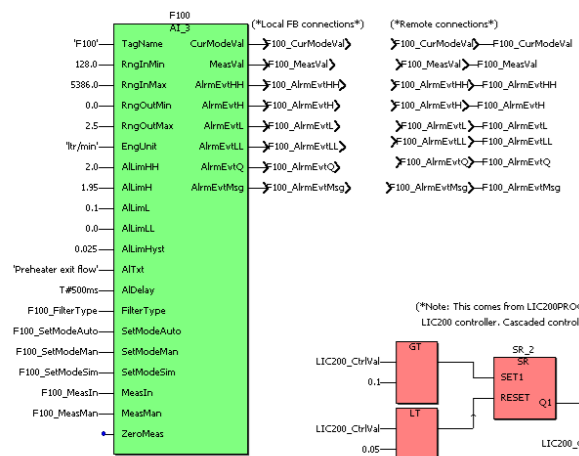 F100
AI_3
(*Local FB connections*) (*Remote connections*)
'F100' TagName CurModeVal F100_CurModeVal F100_CurModeVal F100_CurModeVal
128.0 RngInMin MeasVal F100_MeasVal F100_MeasVal F100_MeasVal
5386.0 RngInMax AlrmEvtHH F100_AlrmEvtHH F100_AlrmEvtHH F100_AlrmEvtHH
0.0 RngOutMin AlrmEvtH F100_AlrmEvtH F100_AlrmEvtH F100_AlrmEvtH
2.5 RngOutMax AlrmEvtL F100_AlrmEvtL F100_AlrmEvtL F100_AlrmEvtL
'ltr/min' EngUnit AlrmEvtLL F100_AlrmEvtLL F100_AlrmEvtLL F100_AlrmEvtLL
2.0 AlLimHH AlrmEvtQ F100_AlrmEvtQ F100_AlrmEvtQ F100_AlrmEvtQ
1.95 AlLimH AlrmEvtMsg F100_AlrmEvtMsg F100_AlrmEvtMsg F100_AlrmEvtMsg
0.1 AlLimL
0.0 AlLimLL
0.025 AlLimHyst
'Preheater exit flow' AlTxt
T#500ms AlDelay
F100_FilterType FilterType
F100_SetModeAuto SetModeAuto
F100_SetModeMan SetModeMan
F100_SetModeSim SetModeSim
F100_MeasIn MeasIn
F100_MeasMan MeasMan
ZeroMeas
(*Note: This comes from LIC200PRO
LIC200 controller. Cascaded control
GT
LIC200_CtrlVal
0.1
SR_2
SR
SET1
RESET
Q1
LT
LIC200_CtrlVal
0.05
LIC200_